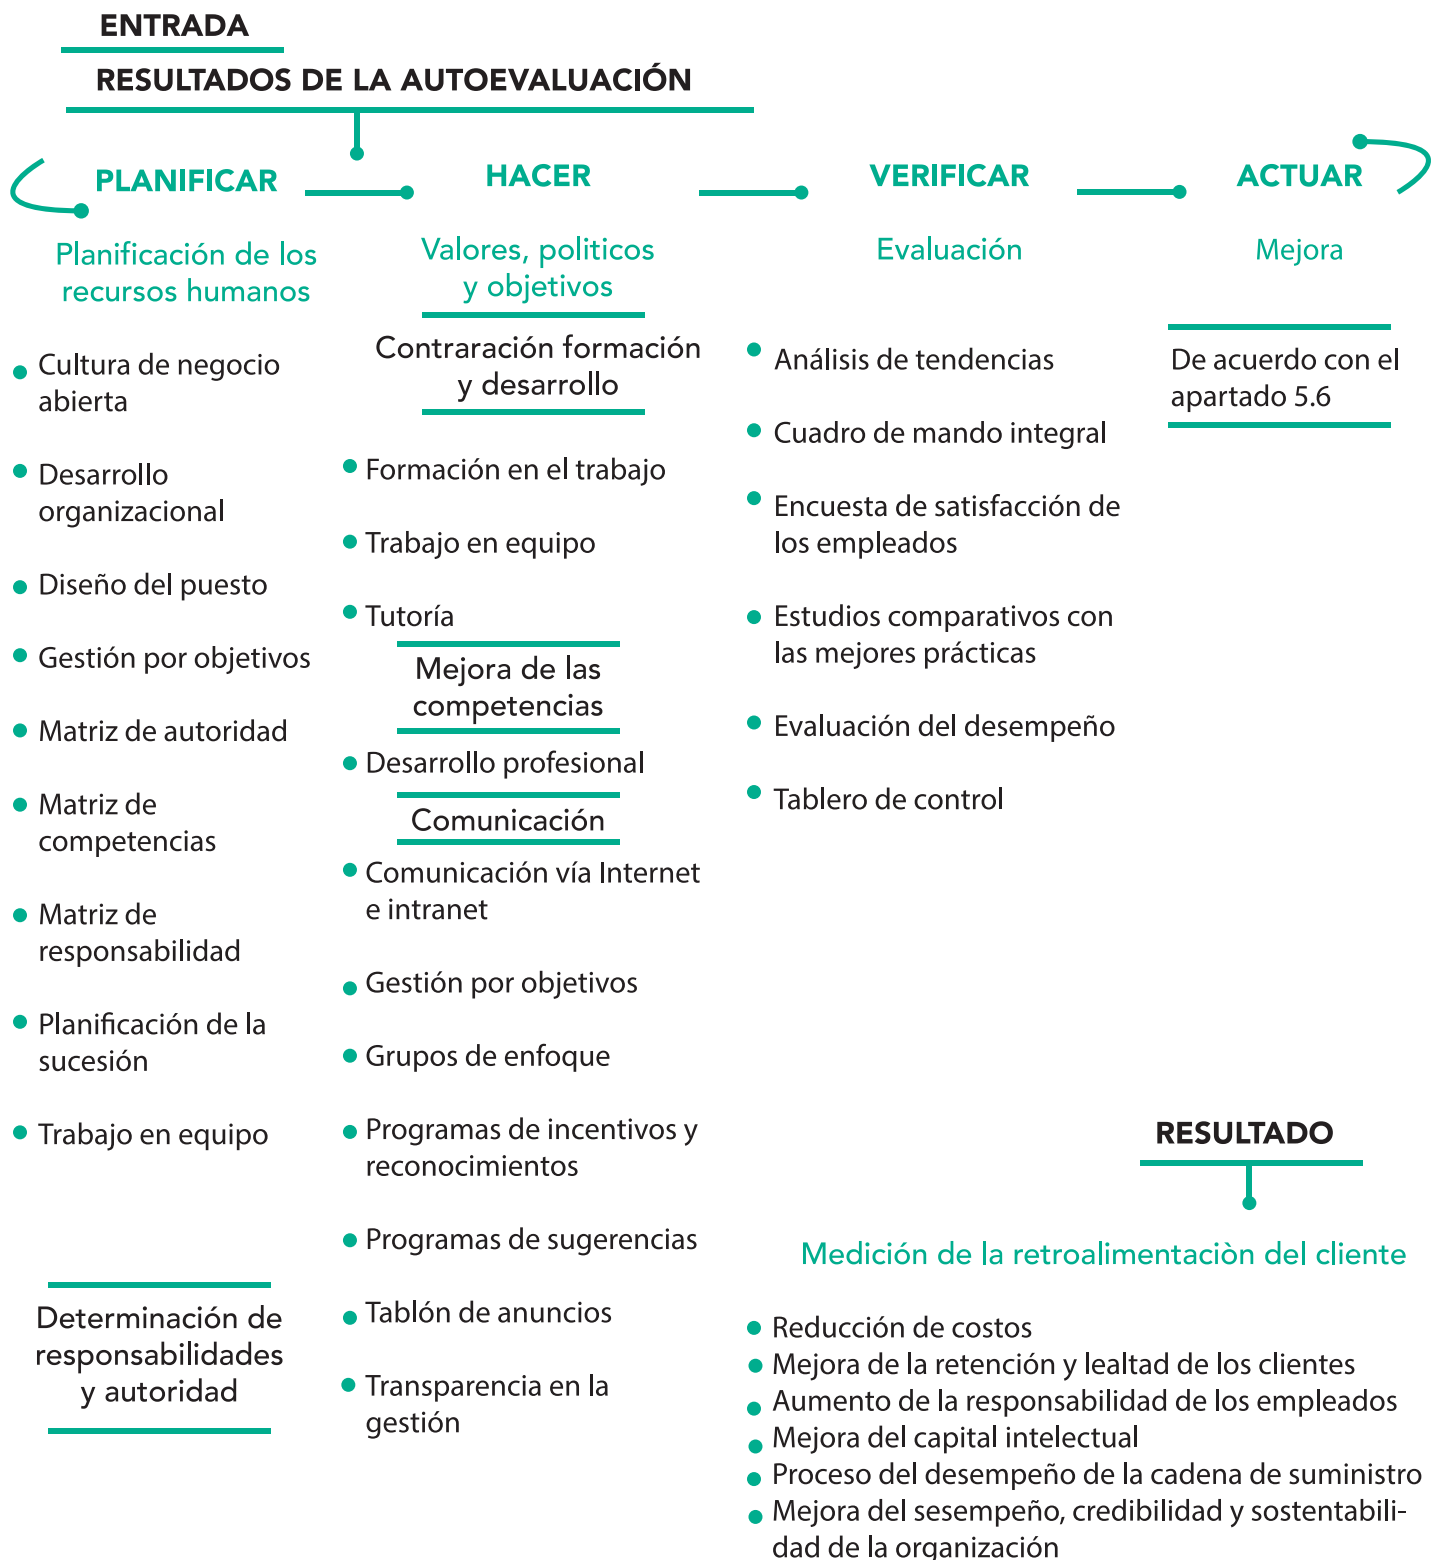 ENTRADA
RESULTADOS DE LA AUTOEVALUACIÓN
PLANIFICAR
Planificación de los
recursos humanos
Cultura de negocio
abierta
Desarrollo
organizacional
Diseño del puesto
Gestión por objetivos
Matriz de autoridad
Matriz de
competencias
Matriz de
responsabilidad
Planificación de la
sucesión
Trabajo en equipo
Determinación de
responsabilidades
y autoridad
HACER
Valores, politicos
y objetivos
Contraración formación
y desarrollo
Formación en el trabajo
Trabajo en equipo
Tutoría
Mejora de las
competencias
Desarrollo profesional
Comunicación
Comunicación vía Internet
e intranet
Gestión por objetivos
Grupos de enfoque
Programas de incentivos y
reconocimientos
Programas de sugerencias
Tablón de anuncios
Transparencia en la
gestión
VERIFICAR
Evaluación
Análisis de tendencias
Cuadro de mando integral
Encuesta de satisfacción de
los empleados
Estudios comparativos con
las mejores prácticas
Evaluación del desempeño
Tablero de control
ACTUAR
Mejora
De acuerdo con el
apartado 5.6
RESULTADO
Medición de la retroalimentaciòn del cliente
Reducción de costos
Mejora de la retención y lealtad de los clientes
Aumento de la responsabilidad de los empleados
Mejora del capital intelectual
Proceso del desempeño de la cadena de suministro
Mejora del sesempeño, credibilidad y sostentabili-
dad de la organización